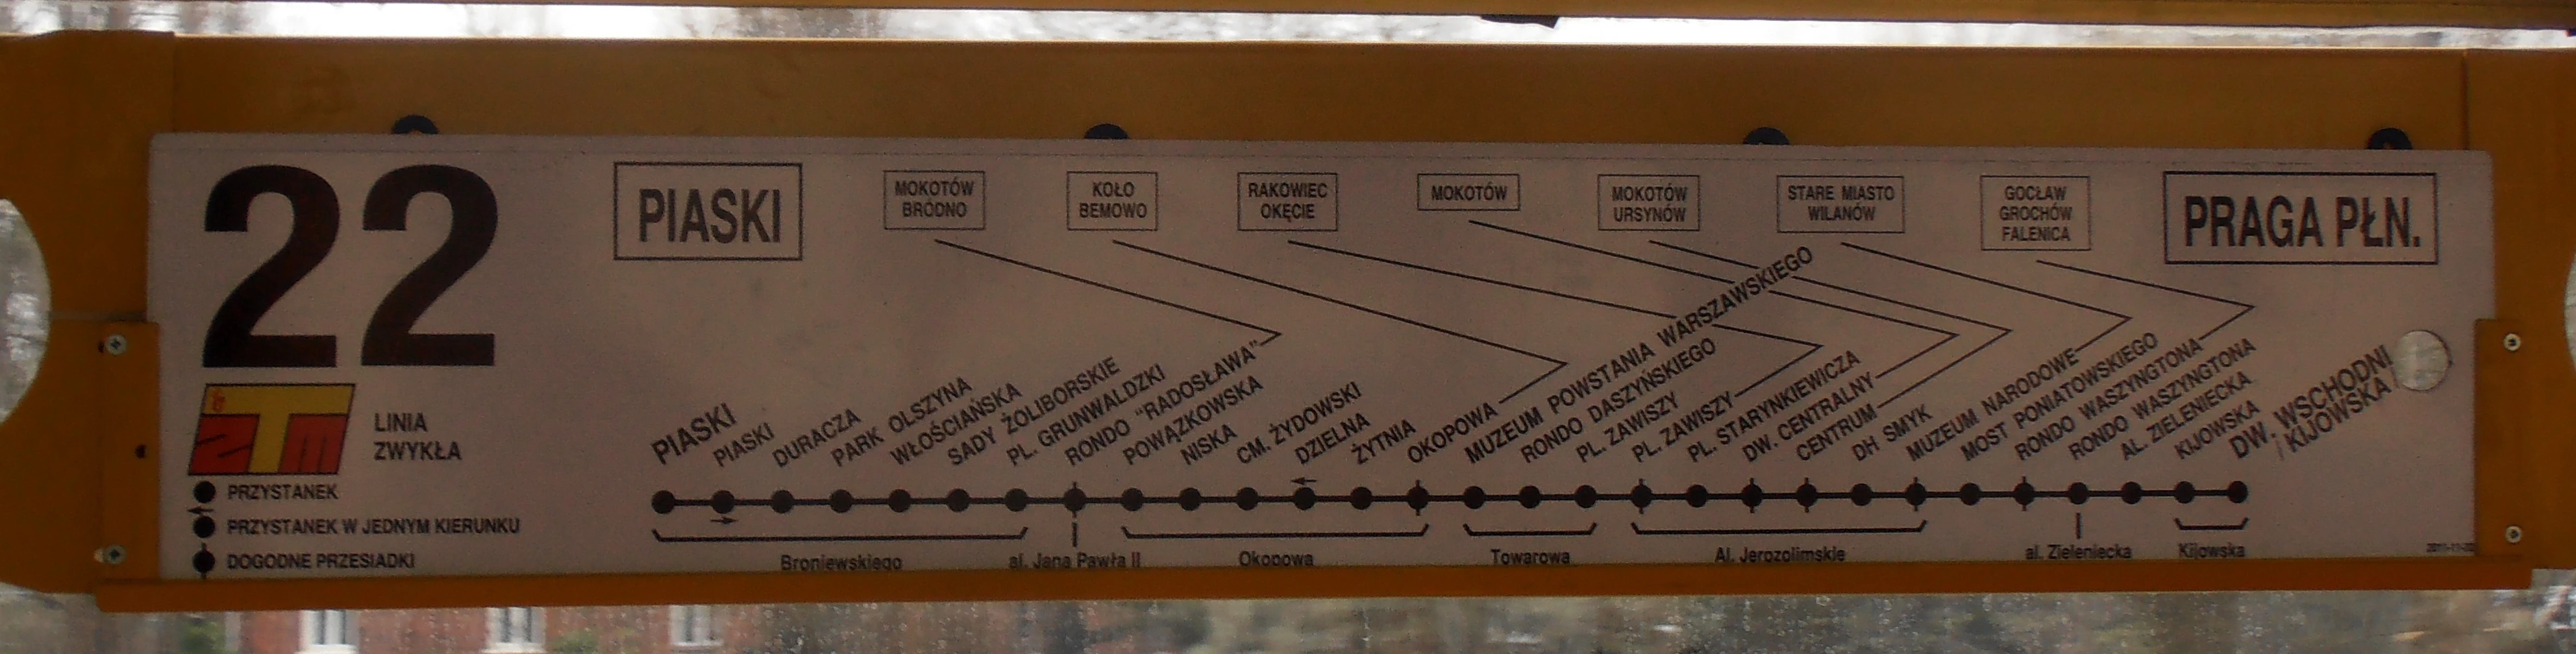 22
LINIA
ZWYKŁA
PRZYSTANEK
PRZYSTANEK W JEDNYM KIERUNKU
DOGODNE PRZESIADKI
PIASKI
MOKOTÓW
BRÓDNO
KOŁO
BEMOWO
RAKOWIEC
OKĘCIE
MOKOTÓW
MOKOTÓW
URSYNÓW
STARE MIASTO
WILANÓW
GOCŁAW
GROCHÓW
FALENICA
PRAGA PŁN.
PIASKI
PIASKI
DURACZA
PARK OLSZYNA
WŁOŚCIAŃSKA
SADY ŻOLIBORSKIE
PL. GRUNWALDZKI
RONDO "RADOSŁAWA"
POWĄZKOWSKA
NISKA
CM. ŻYDOWSKI
DZIELNA
ŻYTNIA
OKOPOWA
MUZEUM POWSTANIA WARSZAWSKIEGO
RONDO DASZYŃSKIEGO
PL. ZAWISZY
PL. ZAWISZY
PL. STARYNKIEWICZA
DW. CENTRALNY
CENTRUM
DH SMYK
MUZEUM NARODOWE
MOST PONIATOWSKIEGO
RONDO WASZYNGTONA
RONDO WASZYNGTONA
AL. ZIELENIECKA
KIJOWSKA
DW. WSCHODNI
/ KIJOWSKA /
Broniewskiego
al. Jana Pawła II
Okopowa
Towarowa
Al. Jerozolimskie
al. Zieleniecka
Kijowska